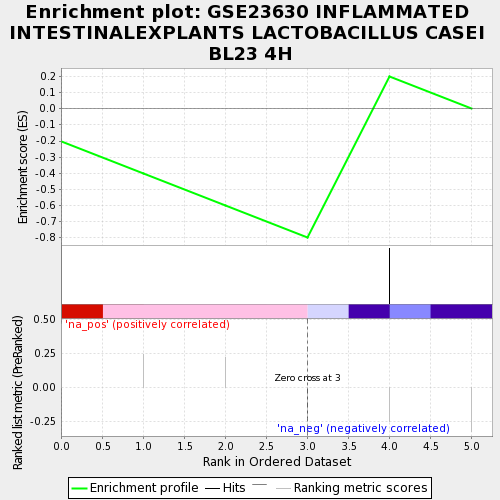 Enrichment plot: GSE23630 INFLAMMATED
INTESTINALEXPLANTS LACTOBACILLUS CASEI
BL23 4H
Enrichment score (ES)
0.2
0.1
0.0
-0.1
-0.2
-0.3
-0.4
-0.5
-0.6
-0.7
-0.8
'na_pos' (positively correlated)
Ranked list metric (PreRanked)
0.50
0.25
0.00
-0.25
Zero cross at 3
'na_neg' (negatively correlated)
0.0 0.5 1.0 1.5 2.0 2.5 3.0 3.5 4.0 4.5 5.0
Rank in Ordered Dataset
Enrichment profile Hits Ranking metric scores